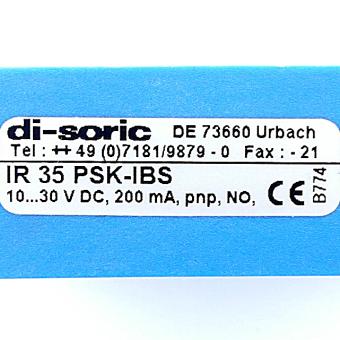 di-soric DE 73660 Urbach
Tel : ++ 49 (0)7181/9879 - 0 Fax : - 21
IR 35 PSK-IBS
10...30 V DC, 200 mA, pnp, NO,
CE
B774